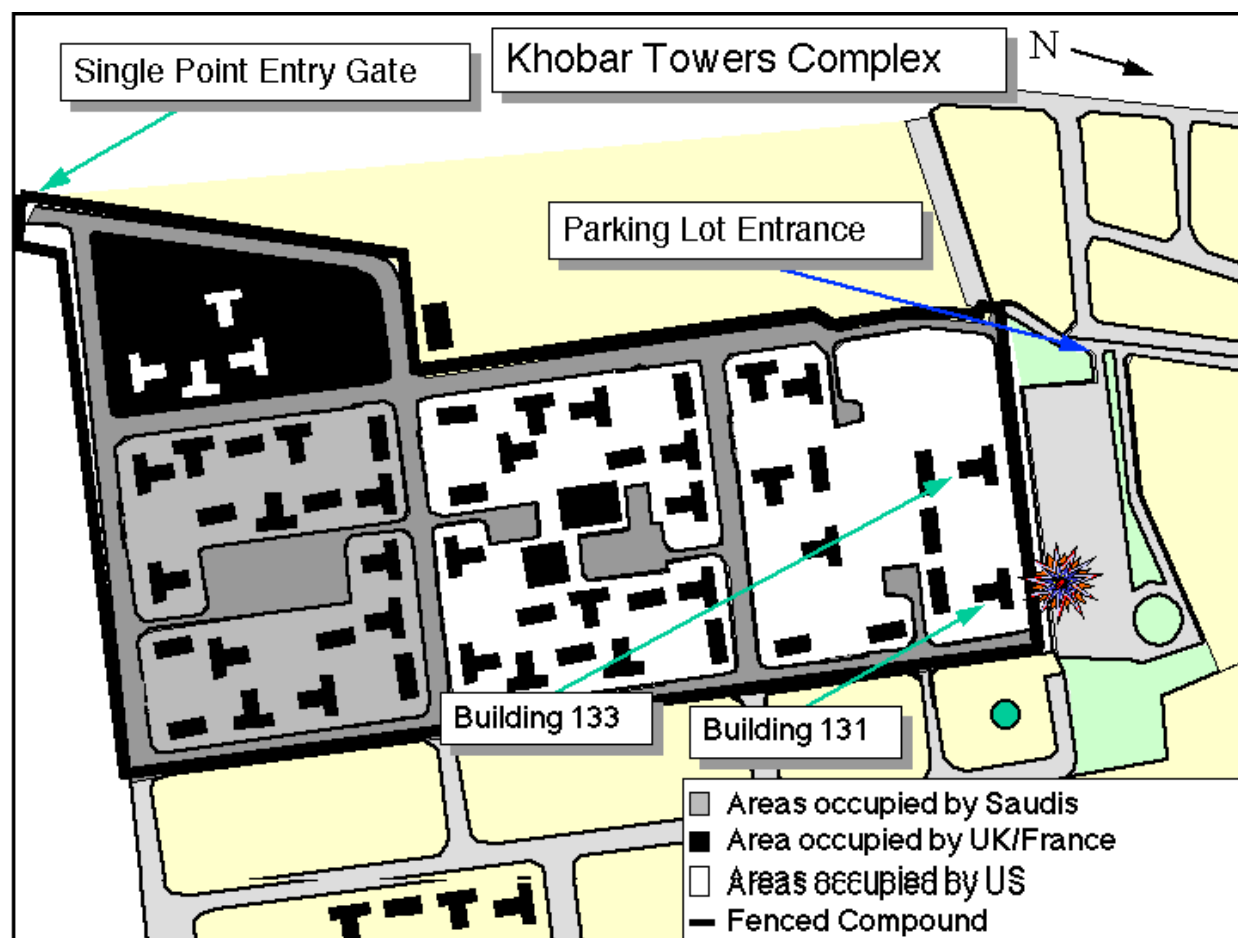 Khobar Towers Complex
N
Single Point Entry Gate
Parking Lot Entrance
Building 133
Building 131
Areas occupied by Saudis
Area occupied by UK/France
Areas occupied by US
Fenced Compound